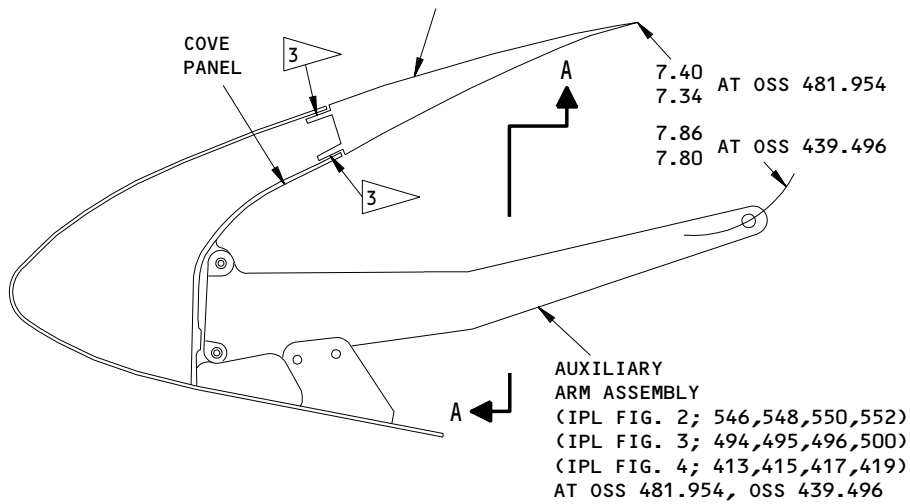 COVE
PANEL
3
A
7.40
7.34
AT OSS 481.954
7.86
7.80
AT OSS 439.496
3
A
AUXILIARY
ARM ASSEMBLY
(IPL FIG. 2; 546,548,550,552)
(IPL FIG. 3; 494,495,496,500)
(IPL FIG. 4; 413,415,417,419)
AT OSS 481.954, OSS 439.496